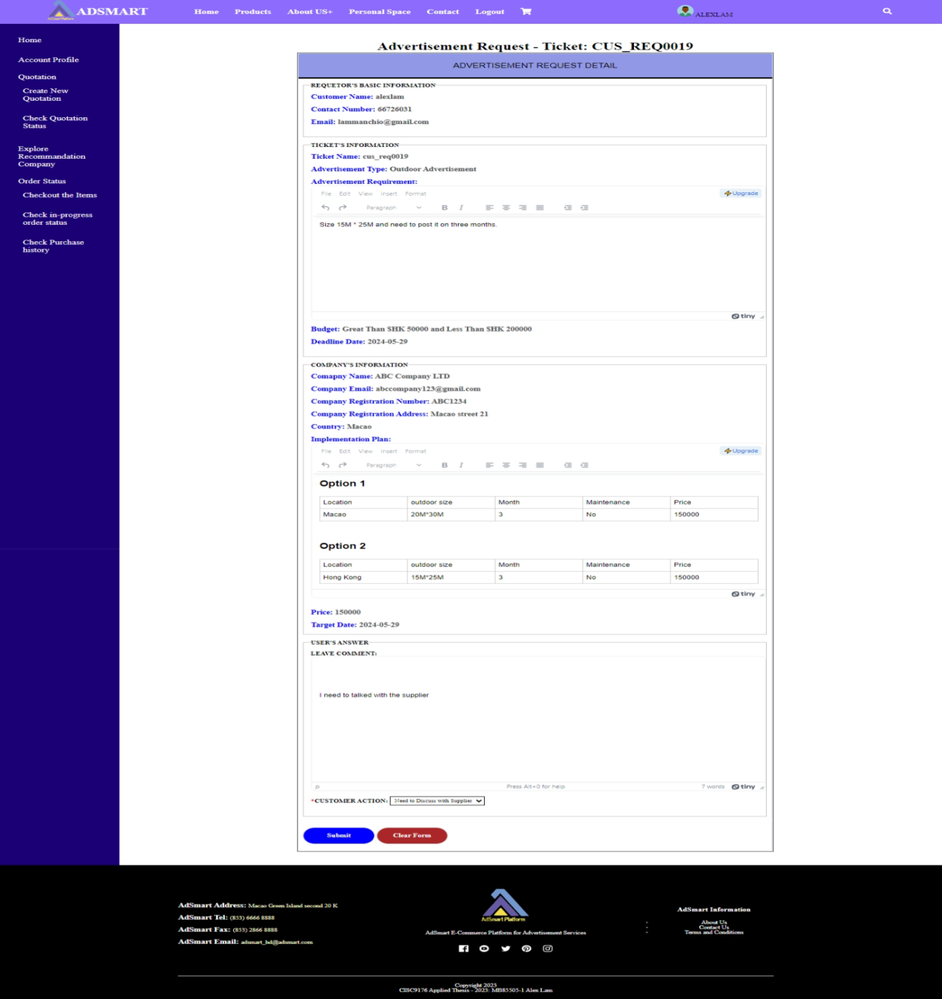 ADSMART
AdSmart Platform
Home Products About US+ Personal Space Contact Logout
ALEXLAM
Home
Account Profile
Quotation
Create New
Quotation
Check Quotation
Status
Explore
Recommandation
Company
Order Status
Checkout the Items
Check in-progress
order status
Check Purchase
history
Advertisement Request - Ticket: CUS_REQ0019
ADVERTISEMENT REQUEST DETAIL
REQUETOR'S BASIC INFORMATION
Customer Name: alexlam
Contact Number: 66726031
Email: lammanchio@gmail.com
TICKET'S INFORMATION
Ticket Name: cus_req0019
Advertisement Type: Outdoor Advertisement
Advertisement Requirement:
File Edit View Insert Format
Upgrade
Paragraph B I
Size 15M * 25M and need to post it on three months.
tiny
Budget: Great Than $HK 50000 and Less Than $HK 200000
Deadline Date: 2024-05-29
COMPANY'S INFORMATION
Comapny Name: ABC Company LTD
Company Email: abccompany123@gmail.com
Company Registration Number: ABC1234
Company Registration Address: Macao street 21
Country: Macao
Implementation Plan:
File Edit View Insert Format
Upgrade
Paragraph B I
Option 1
Location outdoor size Month Maintenance Price
Macao 20M*30M 3 No 150000
Option 2
Location outdoor size Month Maintenance Price
Hong Kong 15M*25M 3 No 150000
tiny
Price: 150000
Target Date: 2024-05-29
USER'S ANSWER
LEAVE COMMENT:
I need to talked with the supplier
p Press Alt+0 for help 7 words tiny
*CUSTOMER ACTION: Need to Discuss with Supplier
Submit Clear Form
AdSmart Address: Macao Green Island second 20 K
AdSmart Tel: (853) 6666 8888
AdSmart Fax: (853) 2866 8888
AdSmart Email: adsmart_hd@adsmart.com
AdSmart Platform
AdSmart E-Commerce Platform for Advertisement Services
AdSmart Information
About Us
Contact Us
Terms and Conditions
Copyright 2023
CISC9176 Applied Thesis - 2023: MB85505-1 Alex Lam